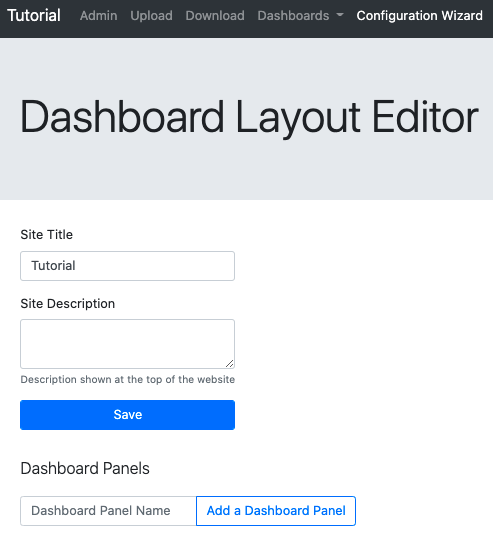 Tutorial Admin Upload Download Dashboards Configuration Wizard
Dashboard Layout Editor
Site Title
Tutorial
Site Description
Description shown at the top of the website
Save
Dashboard Panels
Dashboard Panel Name Add a Dashboard Panel